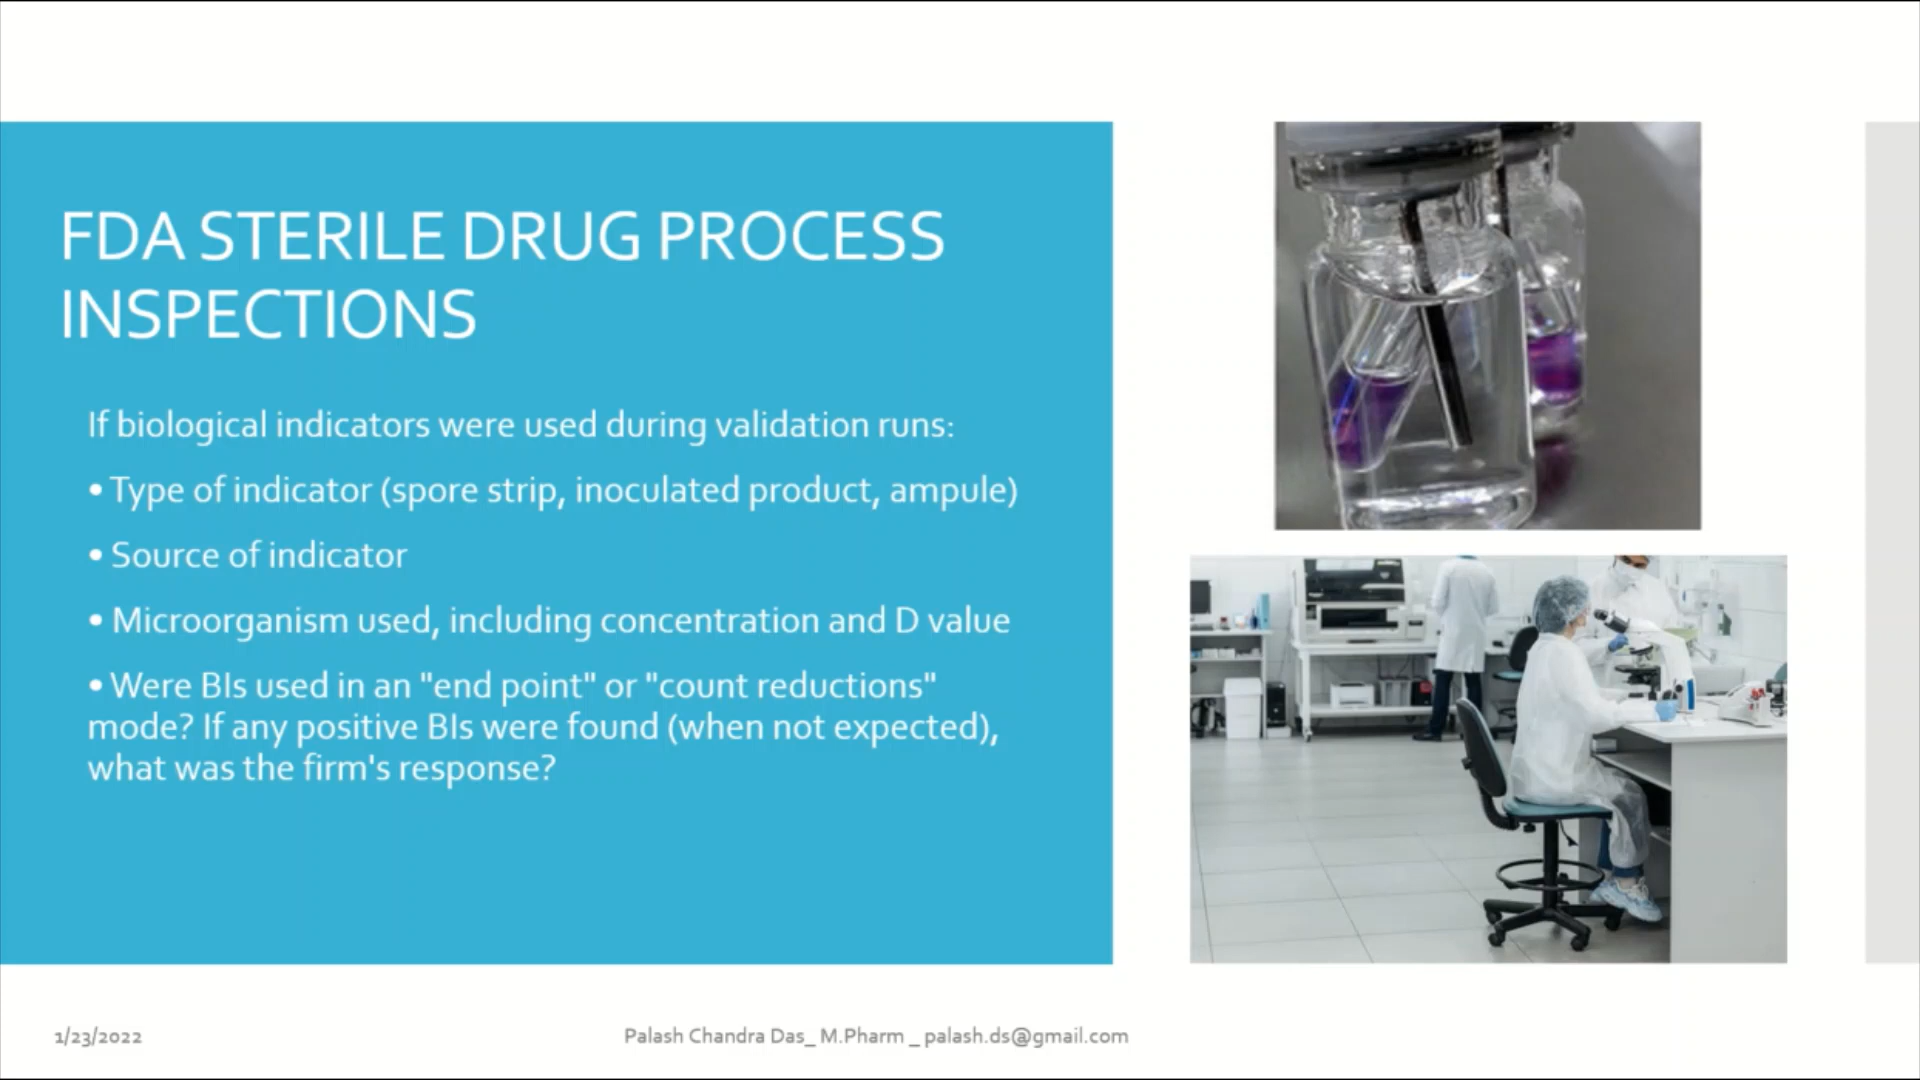 FDA STERILE DRUG PROCESS
INSPECTIONS
If biological indicators were used during validation runs:
• Type of indicator (spore strip, inoculated product, ampule)
• Source of indicator
• Microorganism used, including concentration and D value
• Were BIs used in an "end point" or "count reductions"
mode? If any positive BIs were found (when not expected),
what was the firm's response?
1/23/2022
Palash Chandra Das_ M.Pharm _ palash.ds@gmail.com